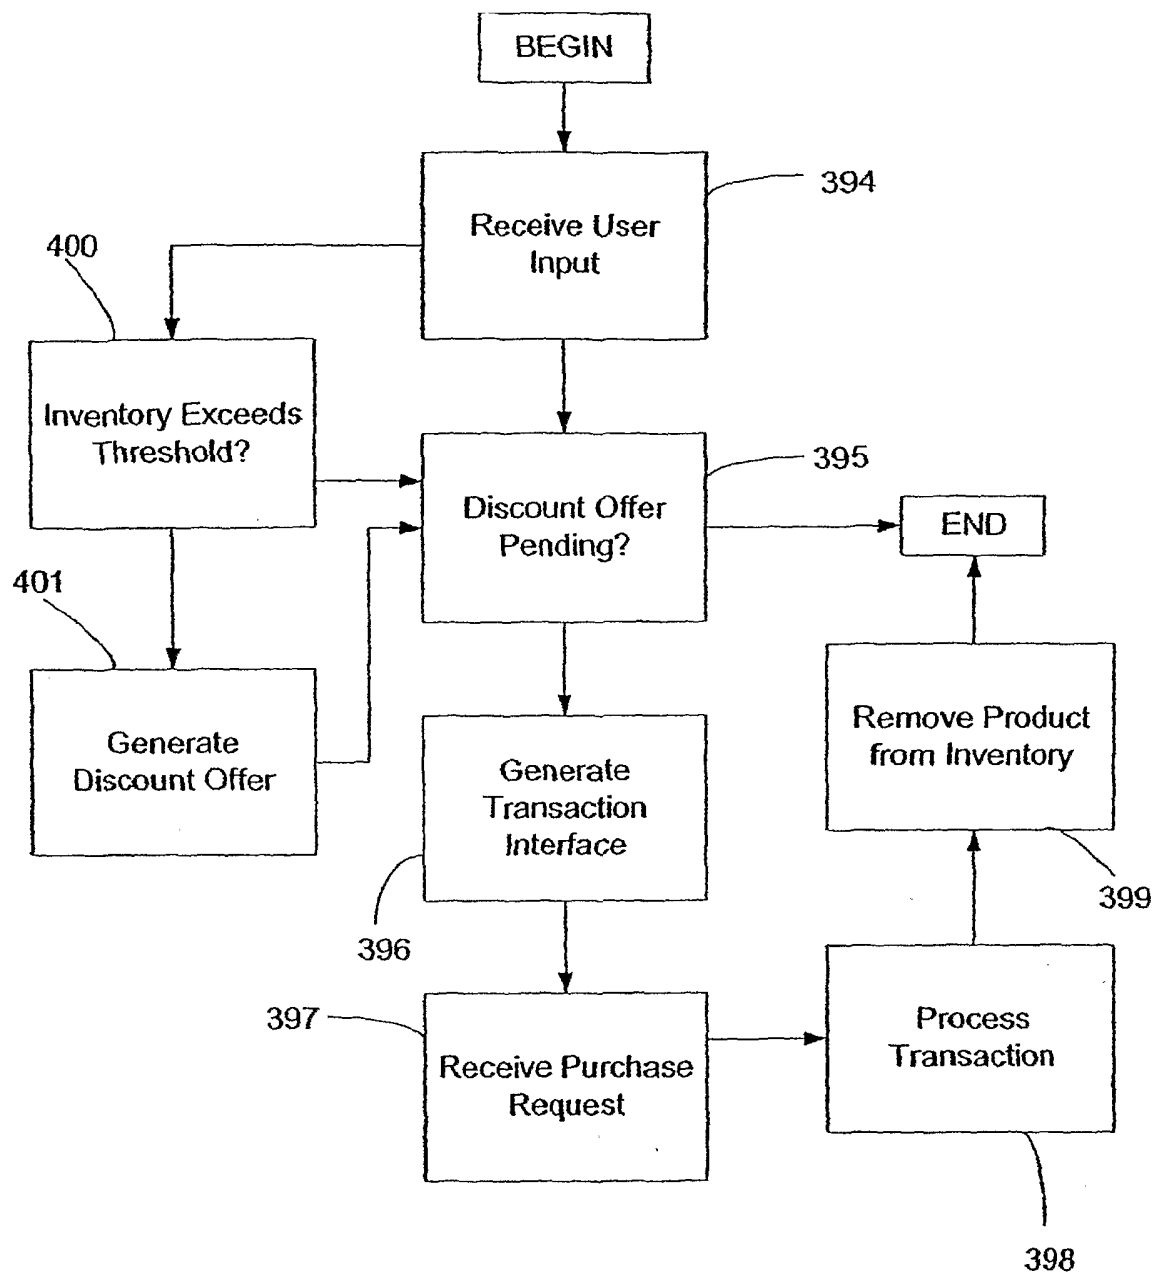 BEGIN
394
Receive User
Input
400
Inventory Exceeds
Threshold?
395
Discount Offer
Pending?
END
401
Generate
Discount Offer
Remove Product
from Inventory
Generate
Transaction
Interface
399
396
397
Receive Purchase
Request
Process
Transaction
398